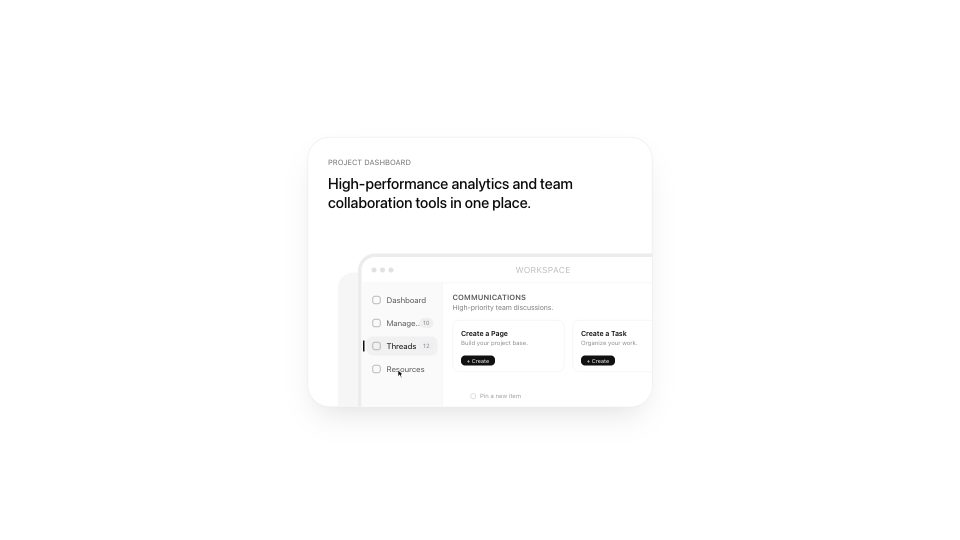 PROJECT DASHBOARD
High-performance analytics and team
collaboration tools in one place.
WORKSPACE
Dashboard
Manage.. 10
Threads 12
Resources
COMMUNICATIONS
High-priority team discussions.
Create a Page
Build your project base.
+ Create
Create a Task
Organize your work.
+ Create
Pin a new item